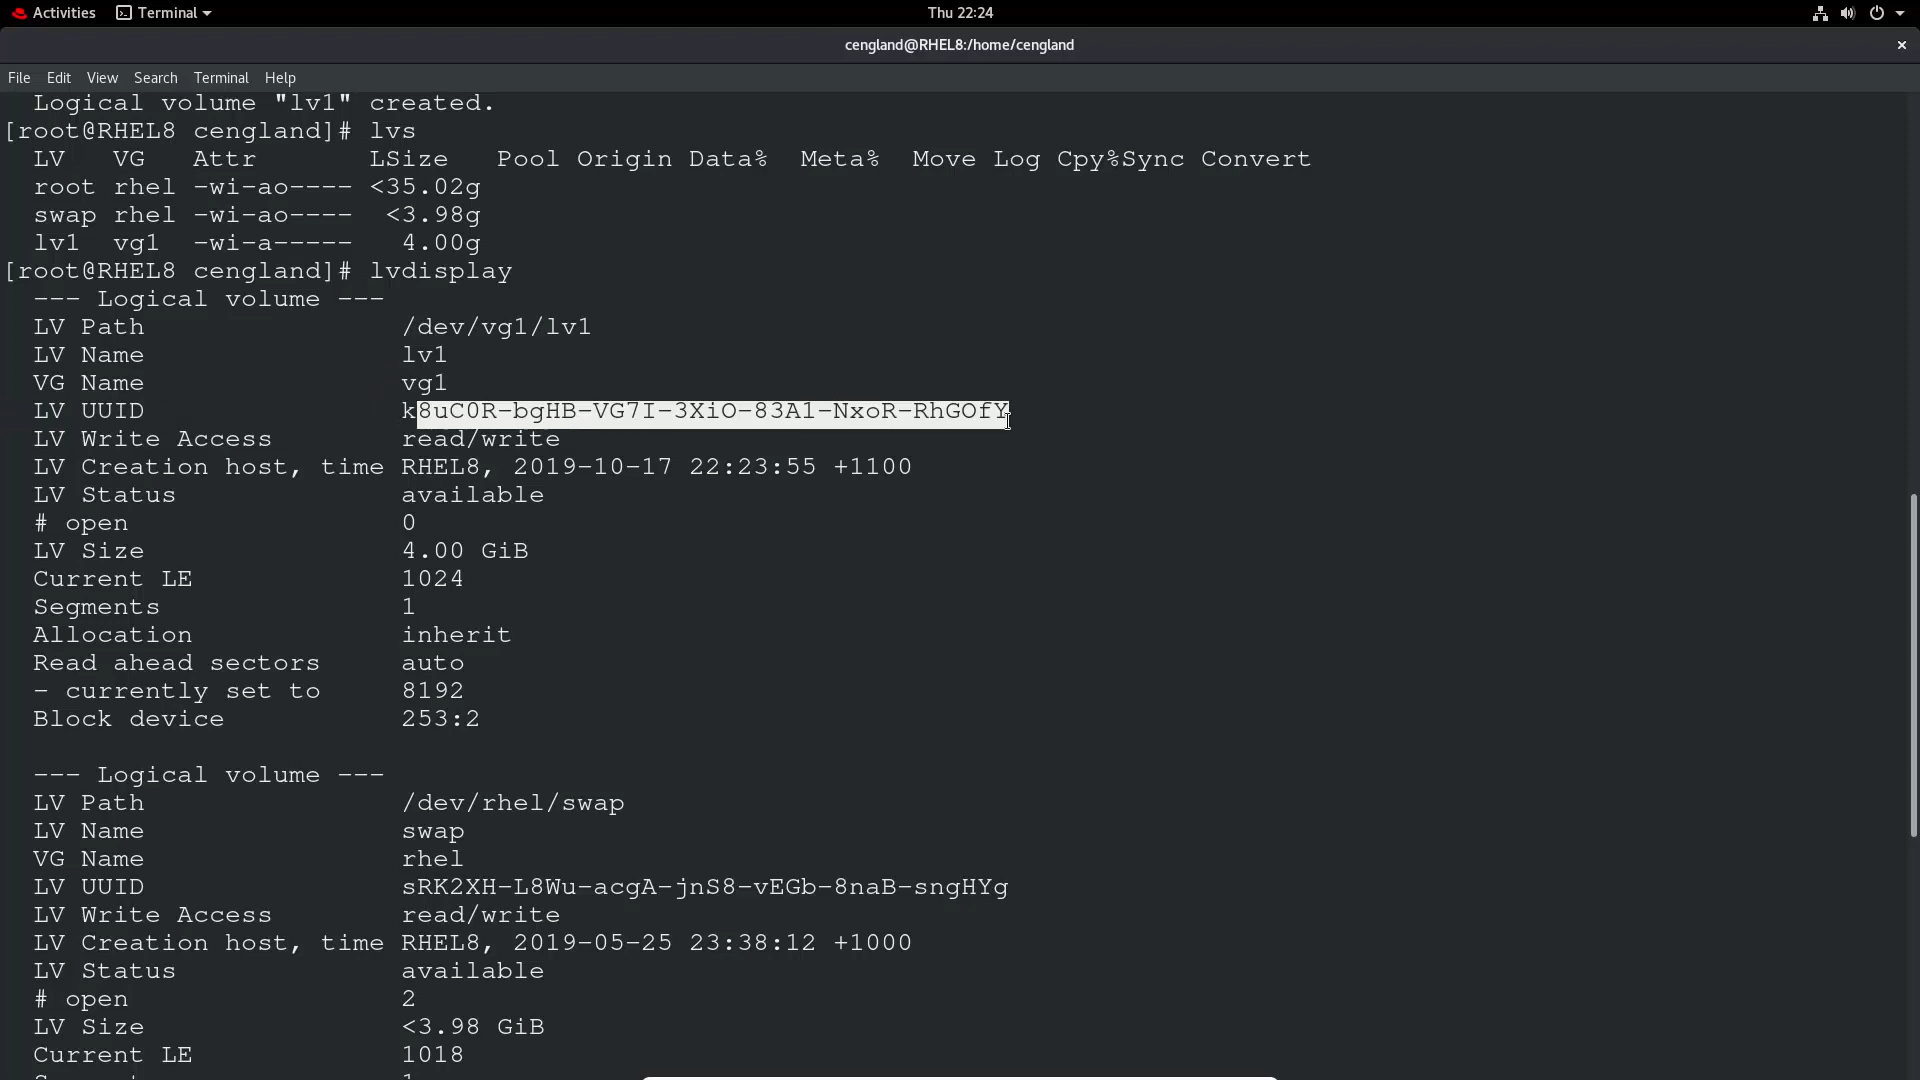 Activities Terminal Thu 22:24
cengland@RHEL8:/home/cengland
File Edit View Search Terminal Help
Logical volume "lv1" created.
[root@RHEL8 cengland]# lvs
LV VG Attr LSize Pool Origin Data% Meta% Move Log Cpy%Sync Convert
root rhel -wi-ao---- <35.02g
swap rhel -wi-ao---- <3.98g
lv1 vg1 -wi-a----- 4.00g
[root@RHEL8 cengland]# lvdisplay
--- Logical volume ---
LV Path /dev/vg1/lv1
LV Name lv1
VG Name vg1
LV UUID k8uC0R-bgHB-VG7I-3XiO-83A1-NxoR-RhGOfY
LV Write Access read/write
LV Creation host, time RHEL8, 2019-10-17 22:23:55 +1100
LV Status available
# open 0
LV Size 4.00 GiB
Current LE 1024
Segments 1
Allocation inherit
Read ahead sectors auto
- currently set to 8192
Block device 253:2
--- Logical volume ---
LV Path /dev/rhel/swap
LV Name swap
VG Name rhel
LV UUID sRK2XH-L8Wu-acgA-jnS8-vEGb-8naB-sngHYg
LV Write Access read/write
LV Creation host, time RHEL8, 2019-05-25 23:38:12 +1000
LV Status available
# open 2
LV Size <3.98 GiB
Current LE 1018